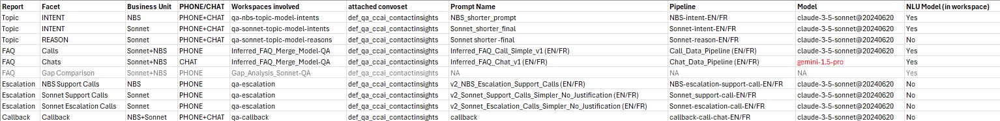 Report Facet Business Unit PHONE/CHAT Workspaces involved attached convoset Prompt Name Pipeline Model NLU Model (in workspace)
Topic INTENT NBS PHONE+CHAT qa-nbs-topic-model-intents def_qa_ccai_contactinsights NBS_shorter_prompt NBS-intent-EN/FR claude-3-5-sonnet@20240620 Yes
Topic INTENT Sonnet PHONE+CHAT qa-sonnet-topic-model-intents def_qa_ccai_contactinsights Sonnet_shorter_final Sonnet-intent-EN/FR claude-3-5-sonnet@20240620 Yes
Topic REASON Sonnet PHONE+CHAT qa-sonnet-topic-model-reasons def_qa_ccai_contactinsights Sonnet shorter -final Sonnet-reason-EN/FR claude-3-5-sonnet@20240620 No
FAQ Calls Sonnet+NBS PHONE Inferred_FAQ_Merge_Model-QA def_qa_ccai_contactinsights Inferred_FAQ_Call_Simple_v1 (EN/FR) Call_Data_Pipeline (EN/FR) claude-3-5-sonnet@20240620 Yes
FAQ Chats Sonnet+NBS CHAT Inferred_FAQ_Merge_Model-QA def_qa_ccai_contactinsights Inferred_FAQ_Chat_v1 (EN/FR) Chat_Data_Pipeline (EN/FR) gemini-1.5-pro Yes
FAQ Gap Comparison Sonnet+NBS PHONE Gap_Analysis_Sonnet-QA def_qa_ccai_contactinsights NA NA NA Yes
Escalation NBS Support Calls NBS PHONE qa-escalation def_qa_ccai_contactinsights v2_NBS_Escalation_Support_Calls (EN/FR) NBS-escalation-support-call-EN/FR claude-3-5-sonnet@20240620 No
Escalation Sonnet Support Calls Sonnet PHONE qa-escalation def_qa_ccai_contactinsights v2_Sonnet_Support_Calls_Simpler_No_Justification (EN/FR) Sonnet_support-call-EN/FR claude-3-5-sonnet@20240620 No
Escalation Sonnet Escalation Calls Sonnet PHONE qa-escalation def_qa_ccai_contactinsights v2_Sonnet_Escalation_Calls_Simpler_No_Justification (EN/FR) Sonnet-escalation-call-EN/FR claude-3-5-sonnet@20240620 No
Callback Callback NBS+Sonnet PHONE+CHAT qa-callback def_qa_ccai_contactinsights callback callback-call-chat-EN/FR claude-3-5-sonnet@20240620 No